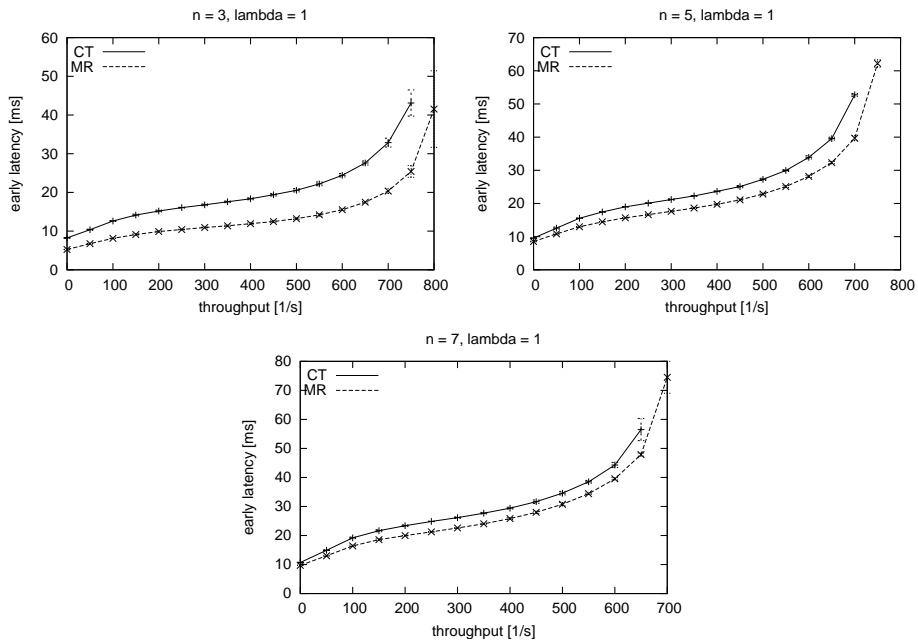 n = 3, lambda = 1
60
50
40
30
20
10
0
CT
MR
early latency [ms]
0 100 200 300 400 500 600 700 800
throughput [1/s]
n = 5, lambda = 1
70
60
50
40
30
20
10
0
CT
MR
early latency [ms]
0 100 200 300 400 500 600 700 800
throughput [1/s]
n = 7, lambda = 1
80
70
60
50
40
30
20
10
0
CT
MR
early latency [ms]
0 100 200 300 400 500 600 700
throughput [1/s]